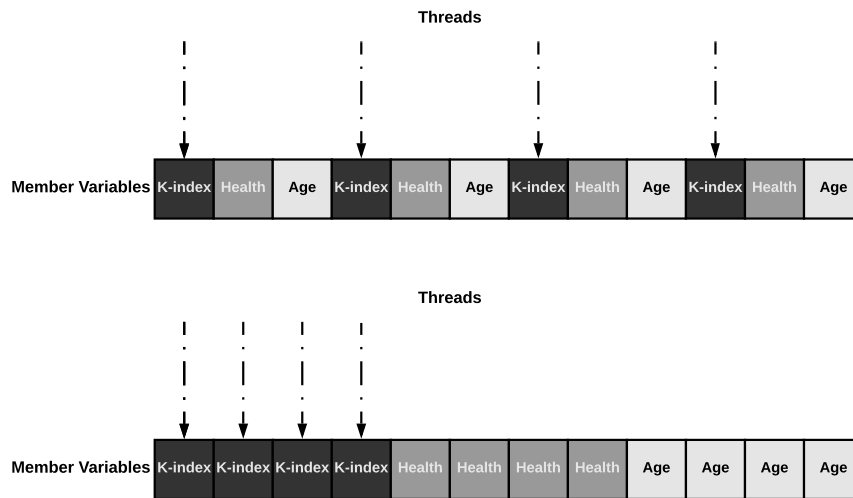 Threads
Member Variables K-index Health Age K-index Health Age K-index Health Age K-index Health Age
Threads
Member Variables K-index K-index K-index K-index Health Health Health Health Age Age Age Age